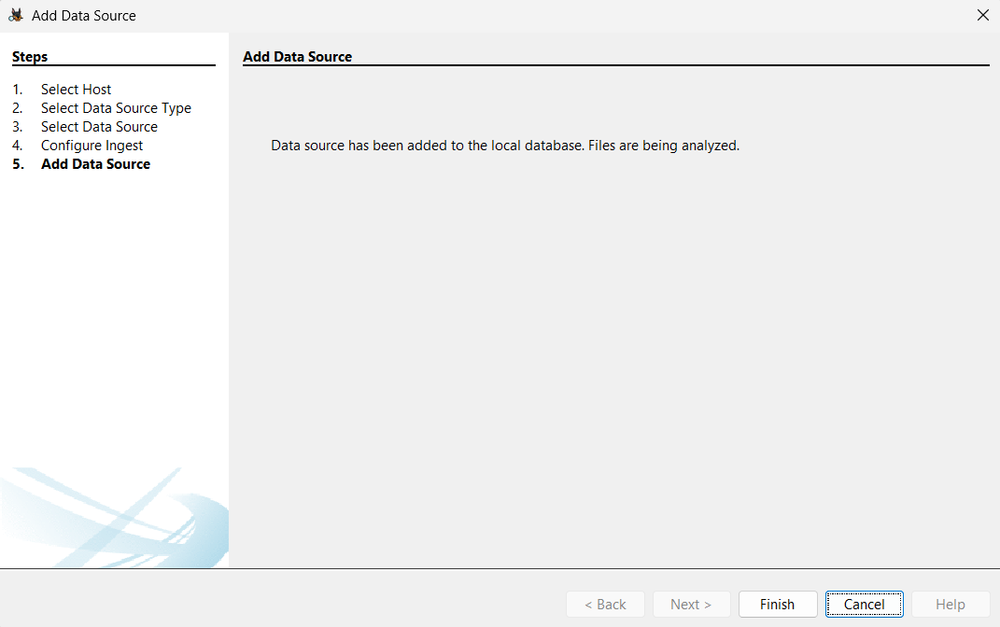 Add Data Source
Steps
1. Select Host
2. Select Data Source Type
3. Select Data Source
4. Configure Ingest
5. Add Data Source
Add Data Source
Data source has been added to the local database. Files are being analyzed.
< Back
Next >
Finish
Cancel
Help